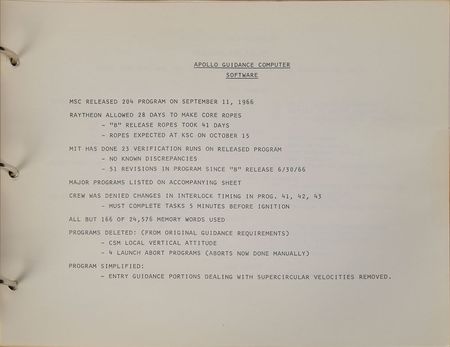 APOLLO GUIDANCE COMPUTER
SOFTWARE
MSC RELEASED 204 PROGRAM ON SEPTEMBER 11, 1966
RAYTHEON ALLOWED 28 DAYS TO MAKE CORE ROPES
- "B" RELEASE ROPES TOOK 41 DAYS
- ROPES EXPECTED AT KSC ON OCTOBER 15
MIT HAS DONE 23 VERIFICATION RUNS ON RELEASED PROGRAM
- NO KNOWN DISCREPANCIES
- 51 REVISIONS IN PROGRAM SINCE "B" RELEASE 6/30/66
MAJOR PROGRAMS LISTED ON ACCOMPANYING SHEET
CREW WAS DENIED CHANGES IN INTERLOCK TIMING IN PROG. 41, 42, 43
- MUST COMPLETE TASKS 5 MINUTES BEFORE IGNITION
ALL BUT 166 OF 24,576 MEMORY WORDS USED
PROGRAMS DELETED: (FROM ORIGINAL GUIDANCE REQUIREMENTS)
- CSM LOCAL VERTICAL ATTITUDE
- 4 LAUNCH ABORT PROGRAMS (ABORTS NOW DONE MANUALLY)
PROGRAM SIMPLIFIED:
- ENTRY GUIDANCE PORTIONS DEALING WITH SUPERCIRCULAR VELOCITIES REMOVED.